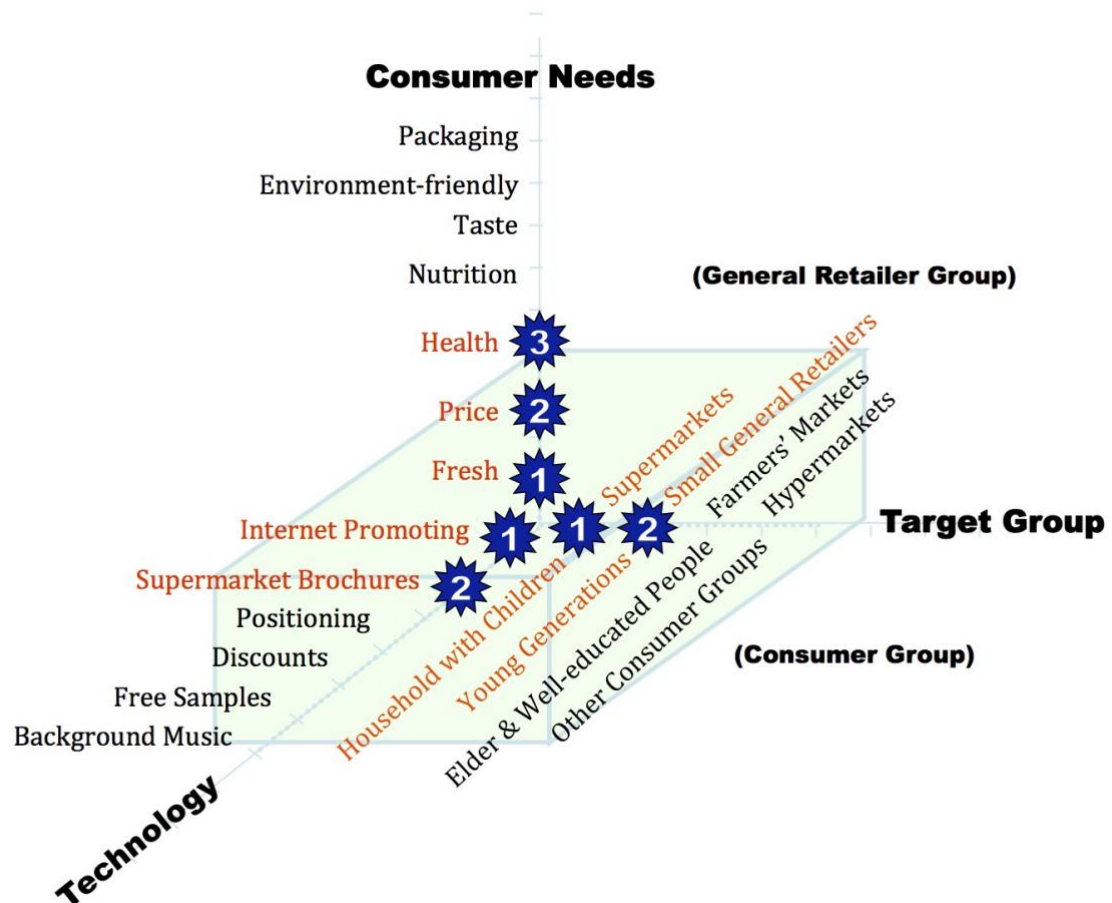 Consumer Needs
Packaging
Environment-friendly
Taste
Nutrition
(General Retailer Group)
Health
3
Price
2
Fresh
1
Supermarkets
Small General Retailers
Farmers' Markets
Hypermarkets
Internet Promoting
1
1
2
Target Group
Supermarket Brochures
2
Positioning
Discounts
Free Samples
Background Music
Household with Children
Young Generations
Elder & Well-educated People
Other Consumer Groups
(Consumer Group)
Technology